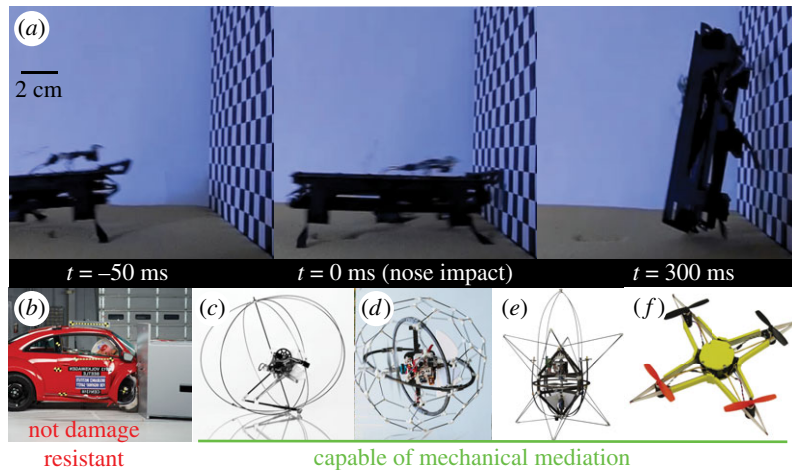 (a)
2 cm
t = –50 ms
t = 0 ms (nose impact)
t = 300 ms
(b)
(c)
(d)
(e)
(f)
not damage
resistant
capable of mechanical mediation